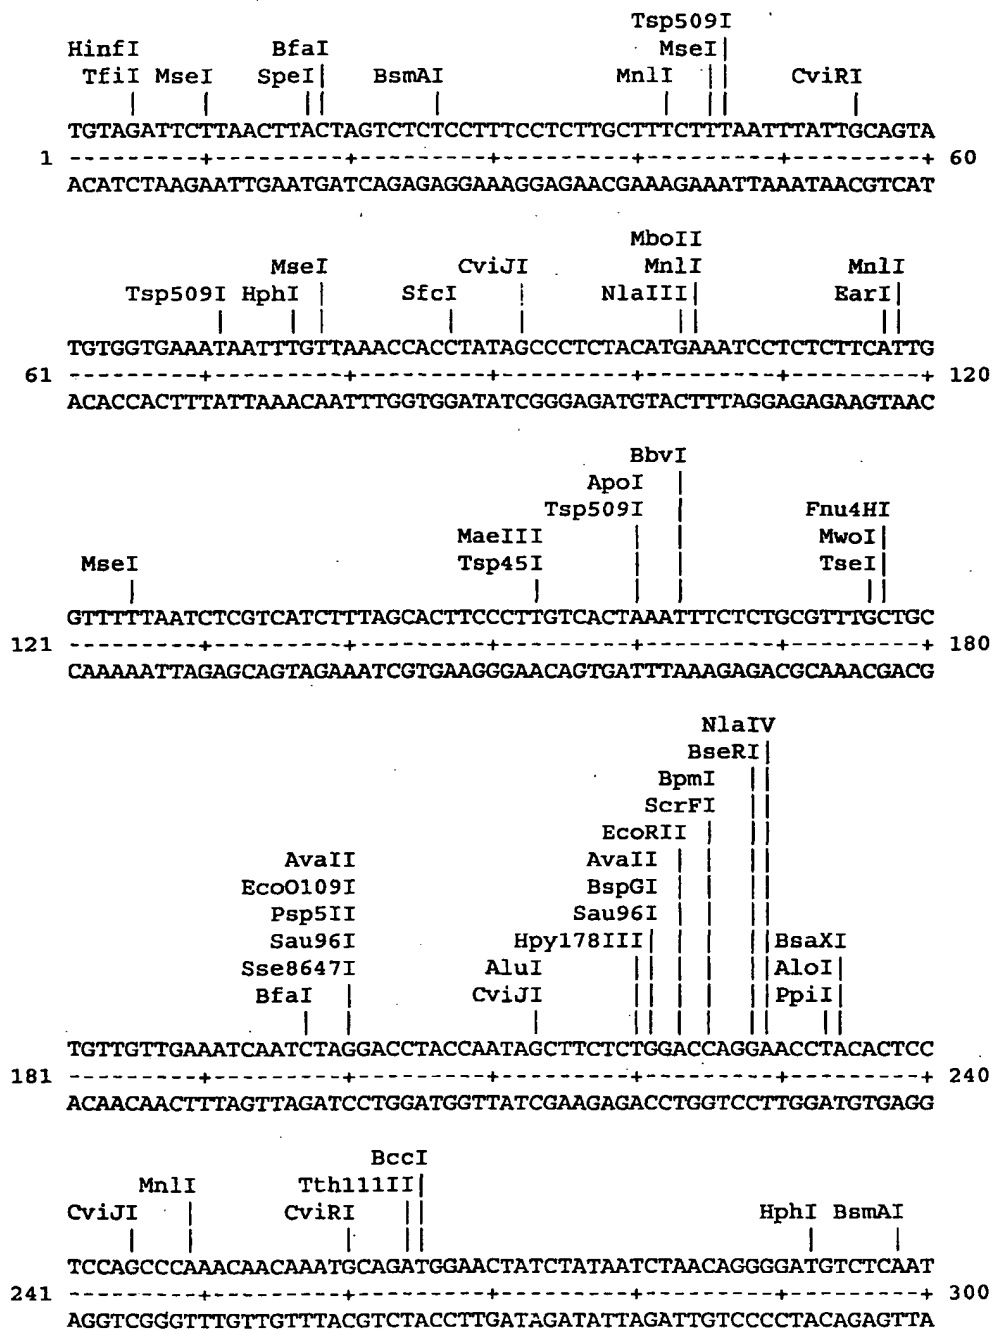 Tsp509I
HinfI BfaI MseI|
TfiI MseI SpeI| BsmAI MnlI || CviRI
TGTAGATTCTTAACTTACTAGTCTCTCCTTTCCTCTTGCTTTCTTTAATTTATTGCAGTA
1 ---------+---------+---------+---------+---------+---------+ 60
ACATCTAAGAATTGAATGATCAGAGAGGAAAGGAGAACGAAAGAAATTAAATAACGTCAT
MboII
MseI CviJI MnlI MnlI
Tsp509I HphI | SfcI | NlaIII| EarI|
TGTGGTGAAATAATTTGTTAAACCACCTATAGCCCTCTACATGAAATCCTCTCTTCATTG
61 ---------+---------+---------+---------+---------+---------+ 120
ACACCACTTTATTAAACAATTTGGTGGATATCGGGAGATGTACTTTAGGAGAGAAGTAAC
BbvI
ApoI |
Tsp509I | Fnu4HI
MaeIII | | MwoI|
MseI Tsp45I | | TseI|
GTTTTTAATCTCGTCATCTTTAGCACTTCCCTTGTCACTAAATTTCTCTGCGTTTGCTGC
121 ---------+---------+---------+---------+---------+---------+ 180
CAAAAATTAGAGCAGTAGAAATCGTGAAGGGAACAGTGATTTAAAGAGACGCAAACGACG
NlaIV
BseRI|
BpmI ||
ScrFI ||
EcoRII | ||
AvaII AvaII | | ||
EcoO109I BspGI | | ||
Psp5II Sau96I | | ||
Sau96I Hpy178III| | | || BsaXI
Sse8647I AluI || | | || AloI|
BfaI | CviJI || | | || PpiI|
TGTTGTTGAAATCAATCTAGGACCTACCAATAGCTTCTCTGGACCAGGAACCTACACTCC
181 ---------+---------+---------+---------+---------+---------+ 240
ACAACAACTTTAGTTAGATCCTGGATGGTTATCGAAGAGACCTGGTCCTTGGATGTGAGG
BccI
MnlI Tth111II|
CviJI | CviRI || HphI BsmAI
TCCAGCCCAAACAACAAATGCAGATGGAACTATCTATAATCTAACAGGGGATGTCTCAAT
241 ---------+---------+---------+---------+---------+---------+ 300
AGGTCGGGTTTGTTGTTTACGTCTACCTTGATAGATATTAGATTGTCCCCTACAGAGTTA